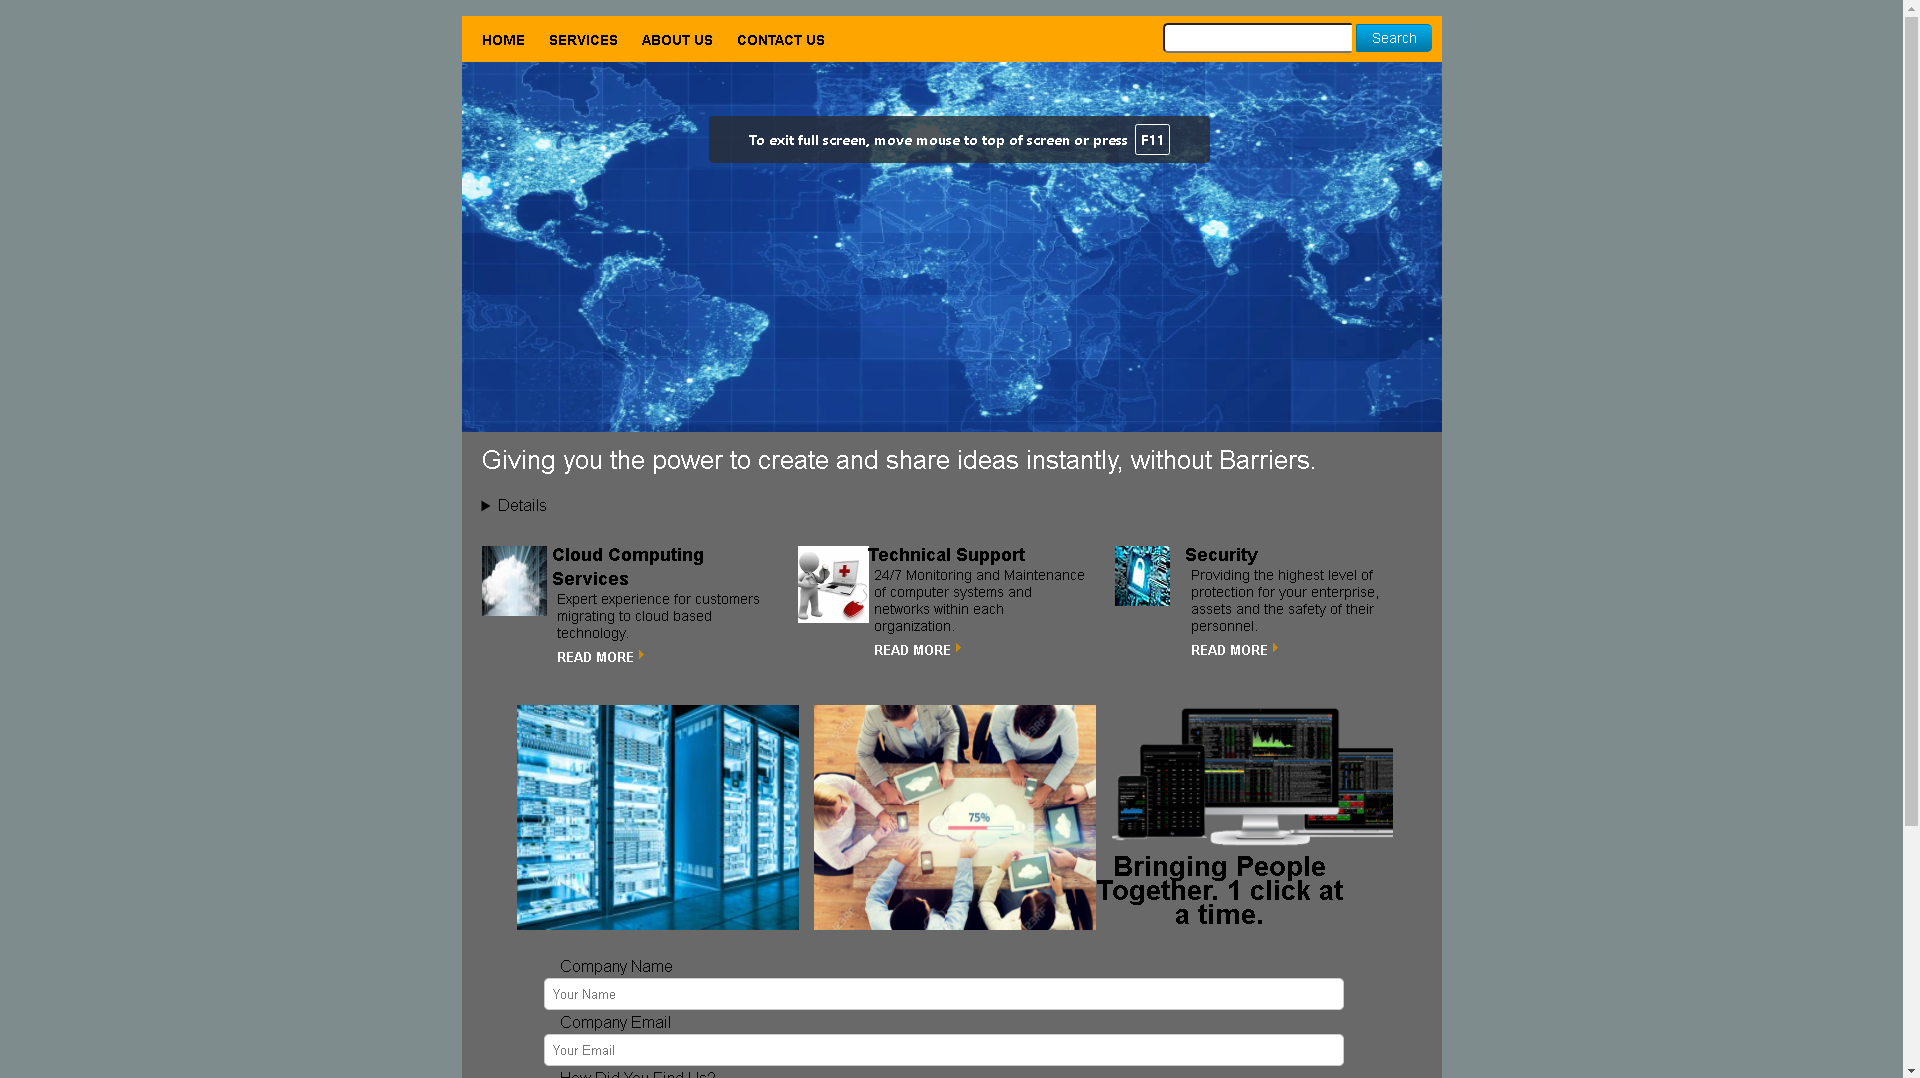 HOME SERVICES ABOUT US CONTACT US Search
To exit full screen, move mouse to top of screen or press F11
Giving you the power to create and share ideas instantly, without Barriers.
Details
Cloud Computing
Services
Expert experience for customers
migrating to cloud based
technology.
READ MORE
Technical Support
24/7 Monitoring and Maintenance
of computer systems and
networks within each
organization.
READ MORE
Security
Providing the highest level of
protection for your enterprise,
assets and the safety of their
personnel.
READ MORE
75%
Bringing People
Together. 1 click at
a time.
Company Name
Your Name
Company Email
Your Email
How Did You Find Us?